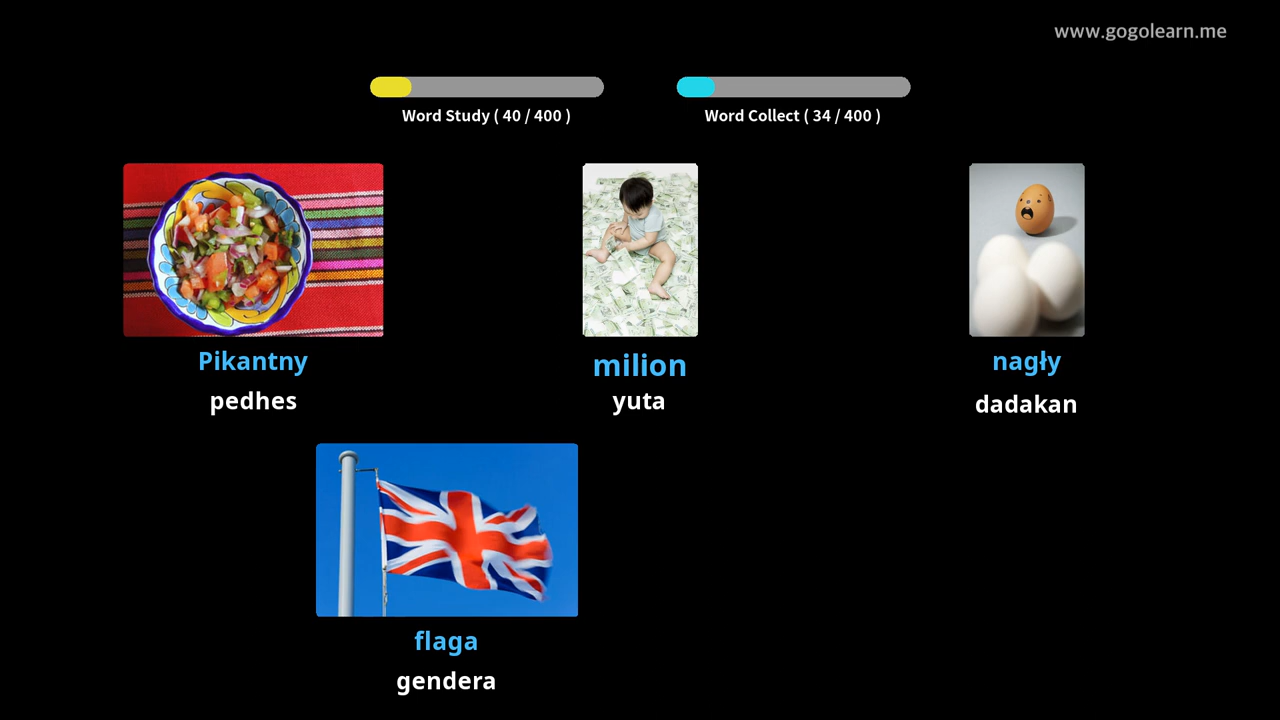 www.gogolearn.me
Word Study ( 40 / 400 )
Word Collect ( 34 / 400 )
Pikantny
pedhes
milion
yuta
nagły
dadakan
flaga
gendera